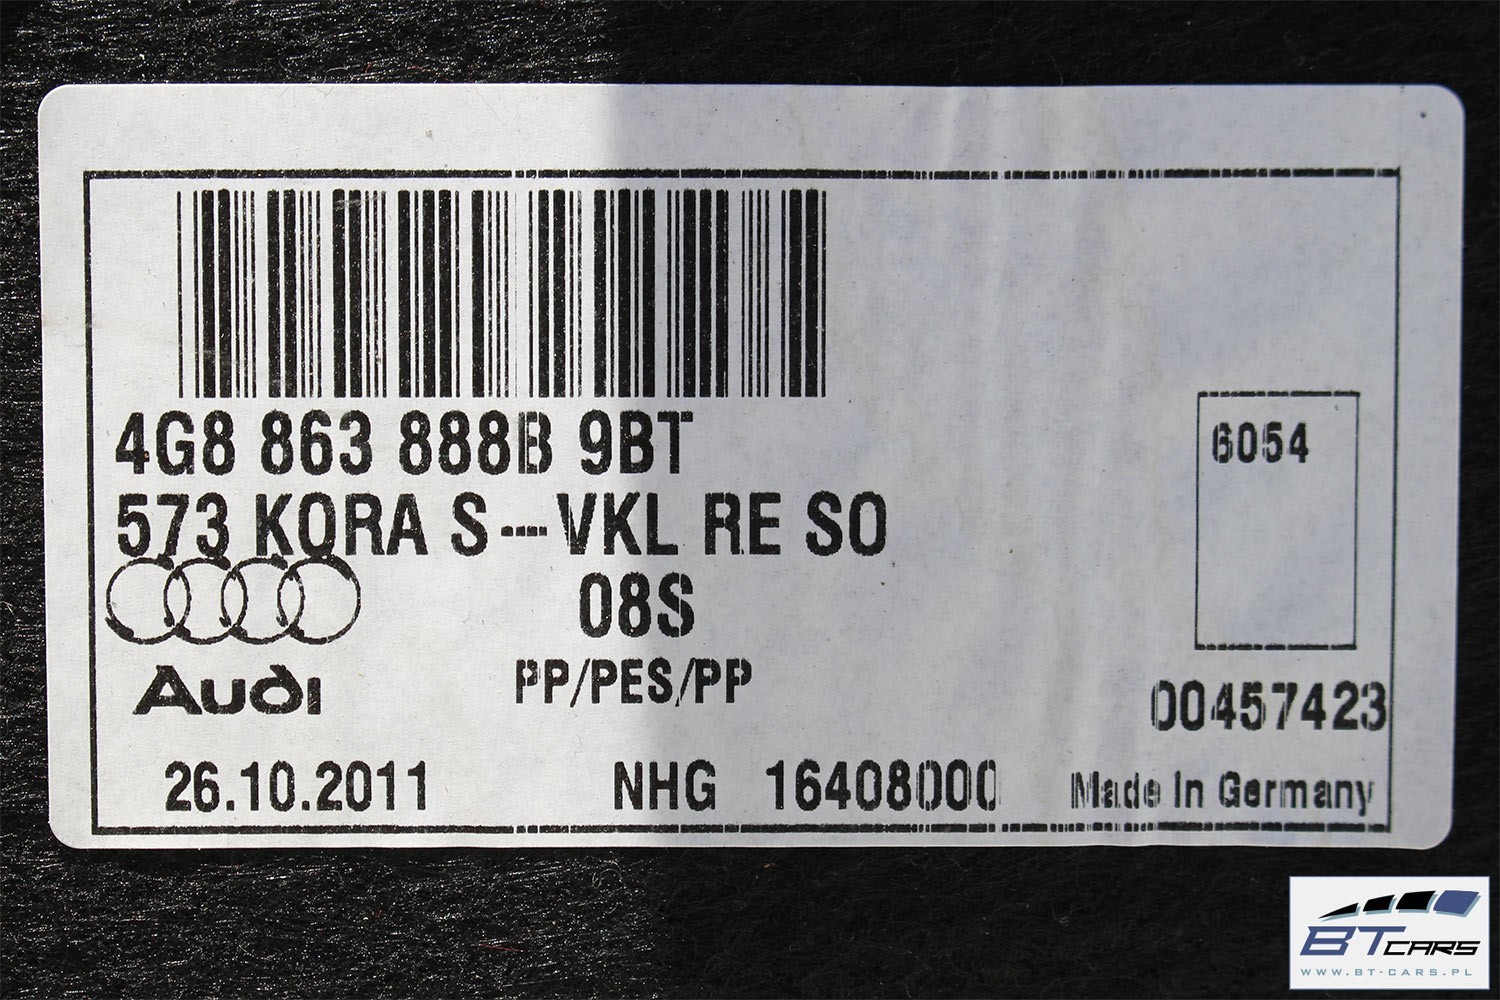 4G8 863 888B 9BT
6054
573 KORA S--VKL RE SO
08S
Audi
PP/PES/PP
00457423
26.10.2011 NHG 16408000 Made In Germany
BT CARS
WWW.BT-CARS.PL